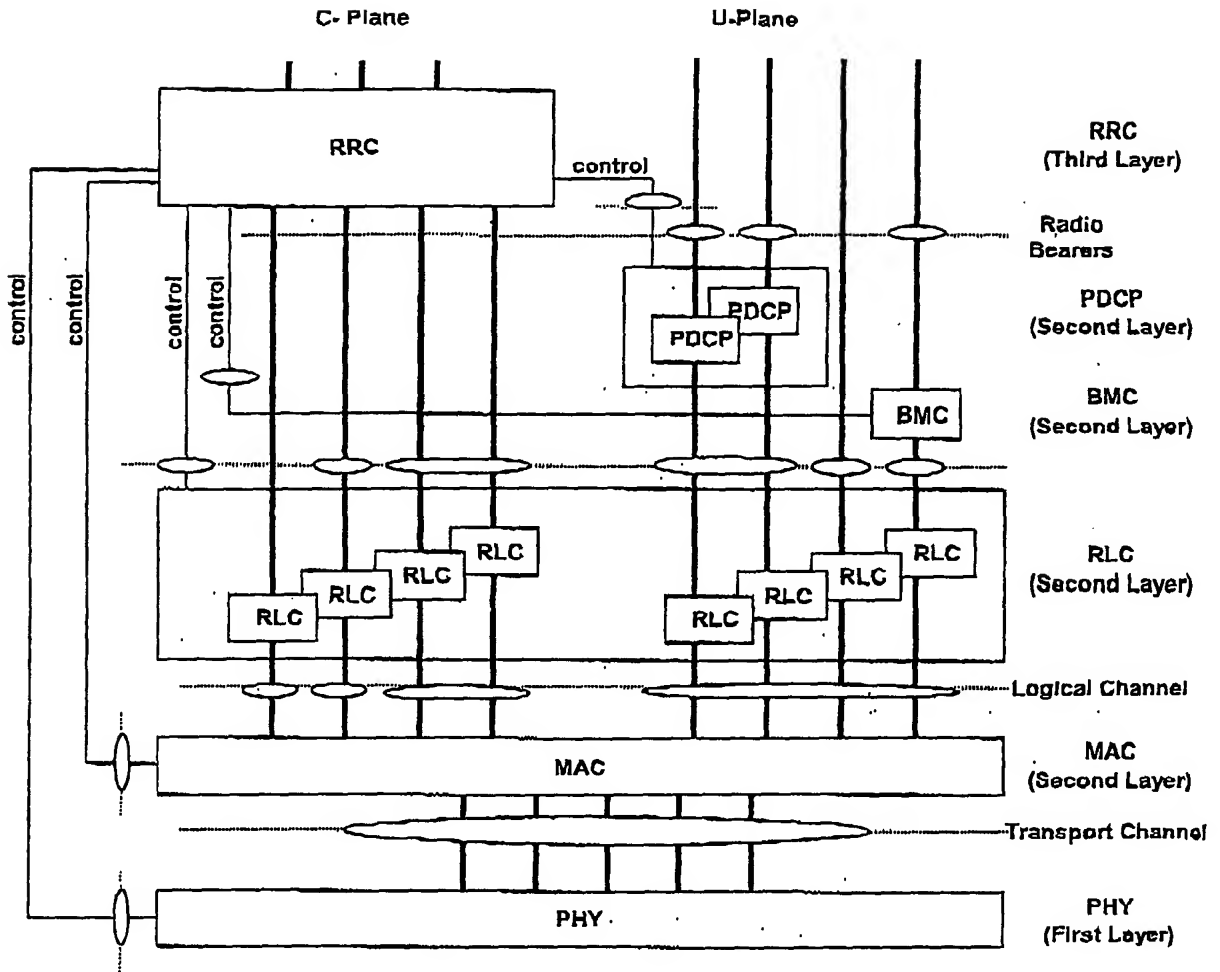 C- Plane
U-Plane
RRC
RRC
(Third Layer)
control
Radio
Bearers
control
control
control
control
PDCP
PDCP
PDCP
(Second Layer)
BMC
BMC
(Second Layer)
RLC
RLC
RLC
RLC
RLC
RLC
RLC
RLC
RLC
(Second Layer)
Logical Channel
MAC
MAC
(Second Layer)
Transport Channel
PHY
PHY
(First Layer)